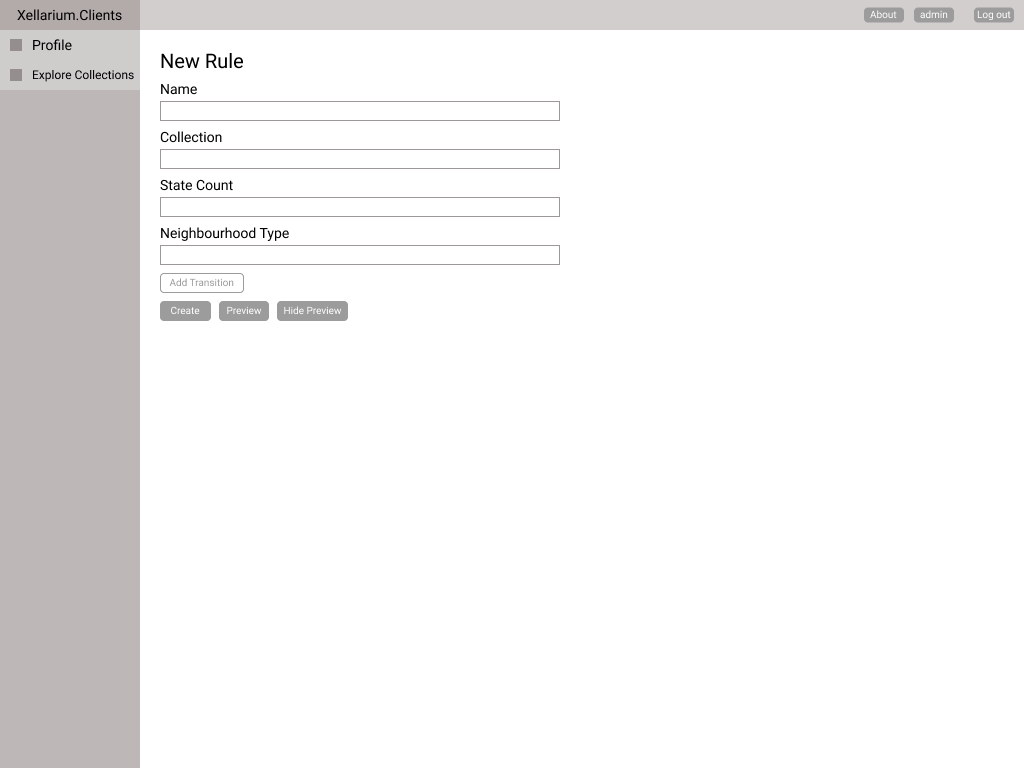 Xellarium.Clients
About
admin
Log out
Profile
Explore Collections
New Rule
Name
Collection
State Count
Neighbourhood Type
Add Transition
Create
Preview
Hide Preview